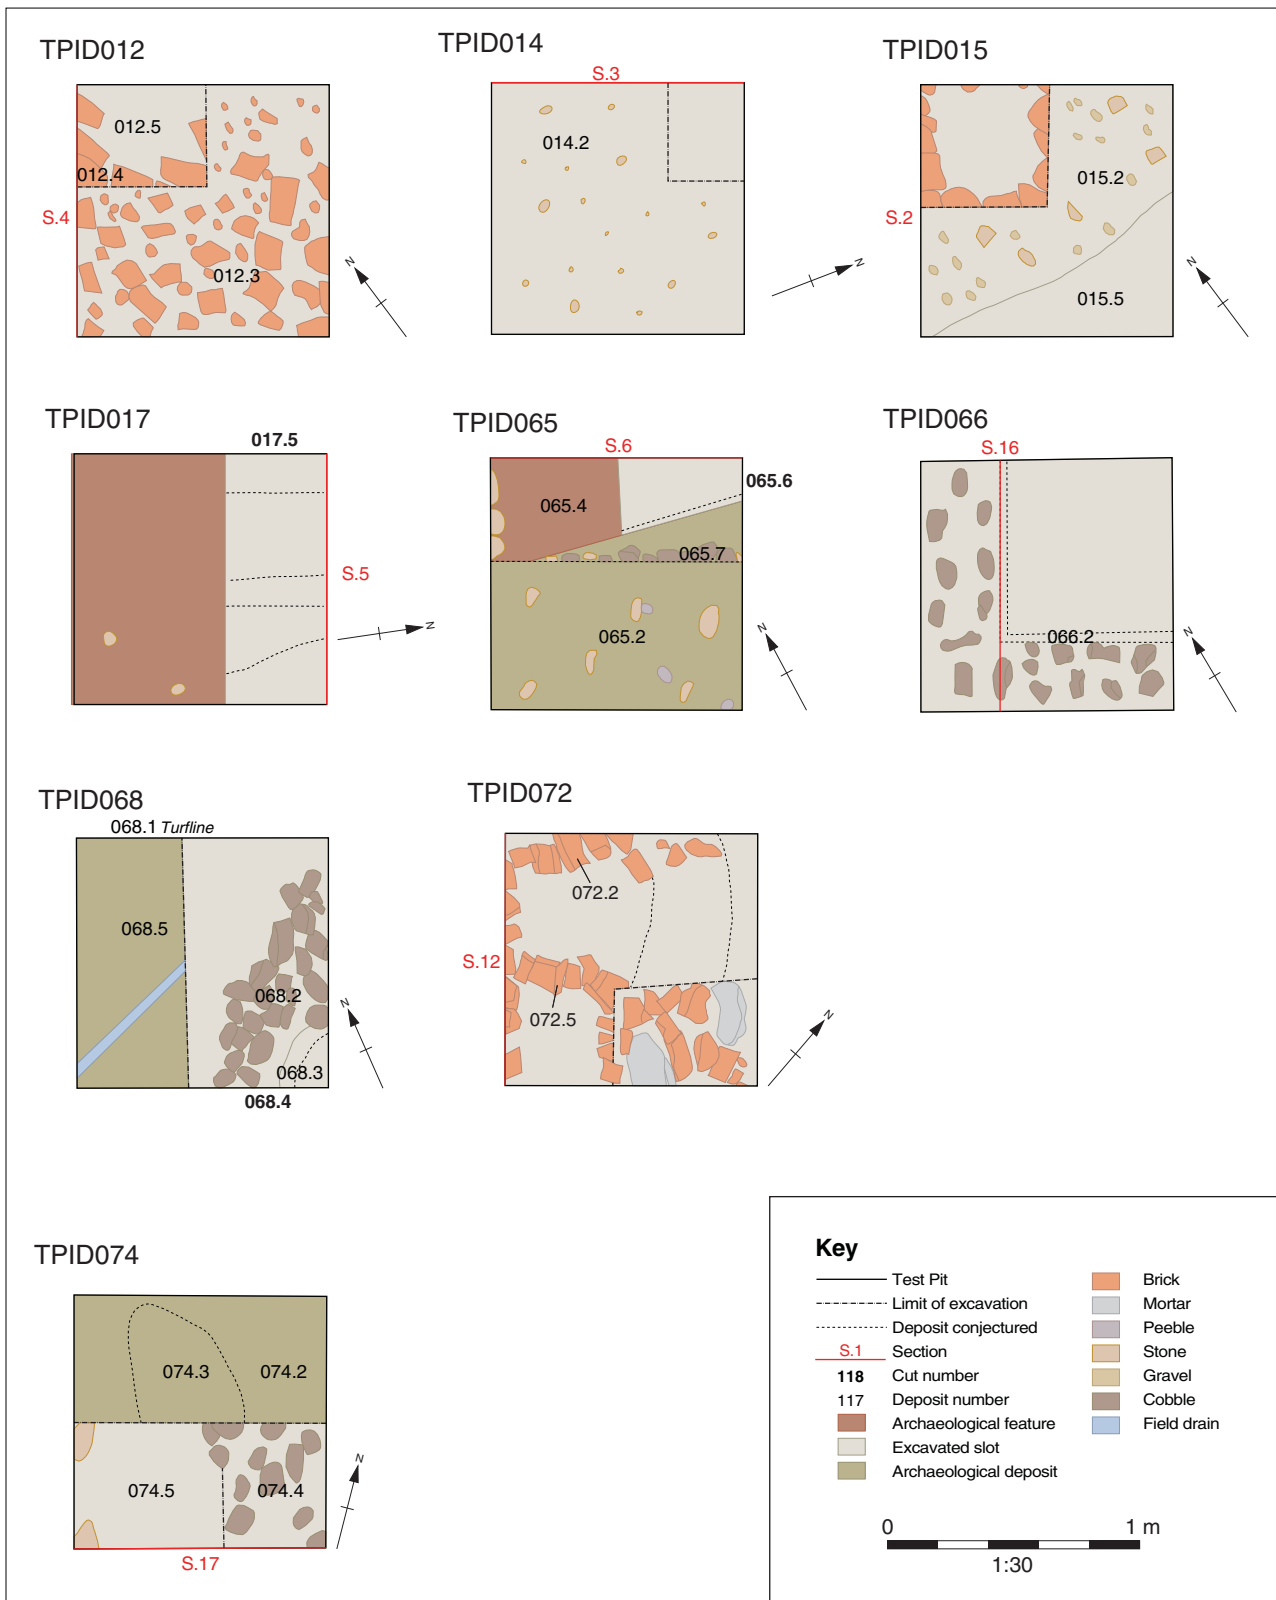 TPID012
012.5
012.4
S.4
012.3
N
TPID014
S.3
014.2
N
TPID015
015.2
S.2
015.5
N
TPID017
017.5
S.5
N
TPID065
S.6
065.6
065.4
065.7
065.2
N
TPID066
S.16
066.2
N
TPID068
068.1 Turfline
068.5
068.2
068.3
068.4
N
TPID072
072.2
S.12
072.5
N
TPID074
074.3
074.2
074.5
074.4
S.17
N
Key
Test Pit
Limit of excavation
Deposit conjectured
S.1 Section
118 Cut number
117 Deposit number
Archaeological feature
Excavated slot
Archaeological deposit
Brick
Mortar
Peeble
Stone
Gravel
Cobble
Field drain
0 1 m
1:30